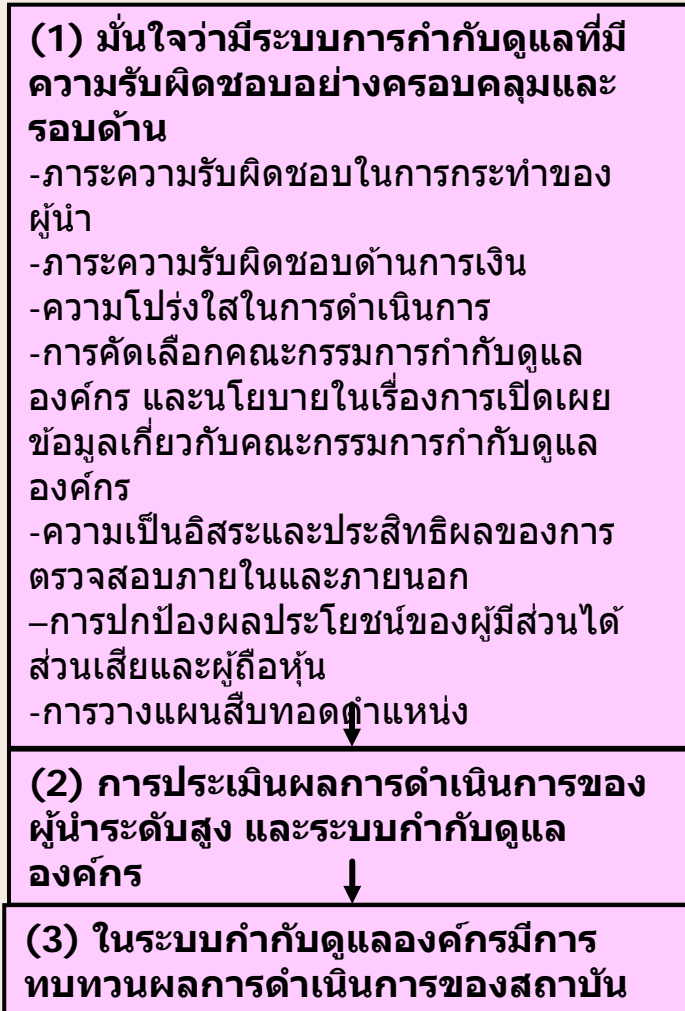 (1) มั่นใจว่ามีระบบการกำกับดูแลที่มี
ความรับผิดชอบอย่างครอบคลุมและ
รอบด้าน
-ภาระความรับผิดชอบในการกระทำของ
ผู้นำ
-ภาระความรับผิดชอบด้านการเงิน
-ความโปร่งใสในการดำเนินการ
-การคัดเลือกคณะกรรมการกำกับดูแล
องค์กร และนโยบายในเรื่องการเปิดเผย
ข้อมูลเกี่ยวกับคณะกรรมการกำกับดูแล
องค์กร
-ความเป็นอิสระและประสิทธิผลของการ
ตรวจสอบภายในและภายนอก
–การปกป้องผลประโยชน์ของผู้มีส่วนได้
ส่วนเสียและผู้ถือหุ้น
-การวางแผนสืบทอดตำแหน่ง
(2) การประเมินผลการดำเนินการของ
ผู้นำระดับสูง และระบบกำกับดูแล
องค์กร
(3) ในระบบกำกับดูแลองค์กรมีการ
ทบทวนผลการดำเนินการของสถาบัน